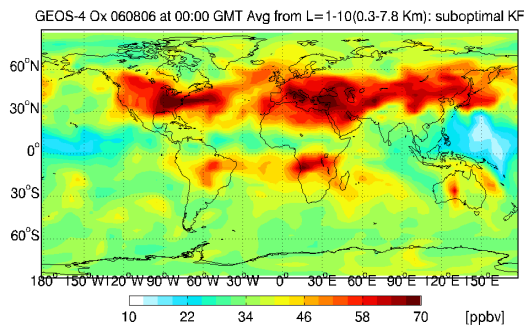 GEOS-4 Ox 060806 at 00:00 GMT Avg from L=1-10(0.3-7.8 Km): suboptimal KF
60°N
30°N
0°
30°S
60°S
180° 150°W 120°W 90°W 60°W 30°W 0° 30°E 60°E 90°E 120°E 150°E
10 22 34 46 58 70 [ppbv]